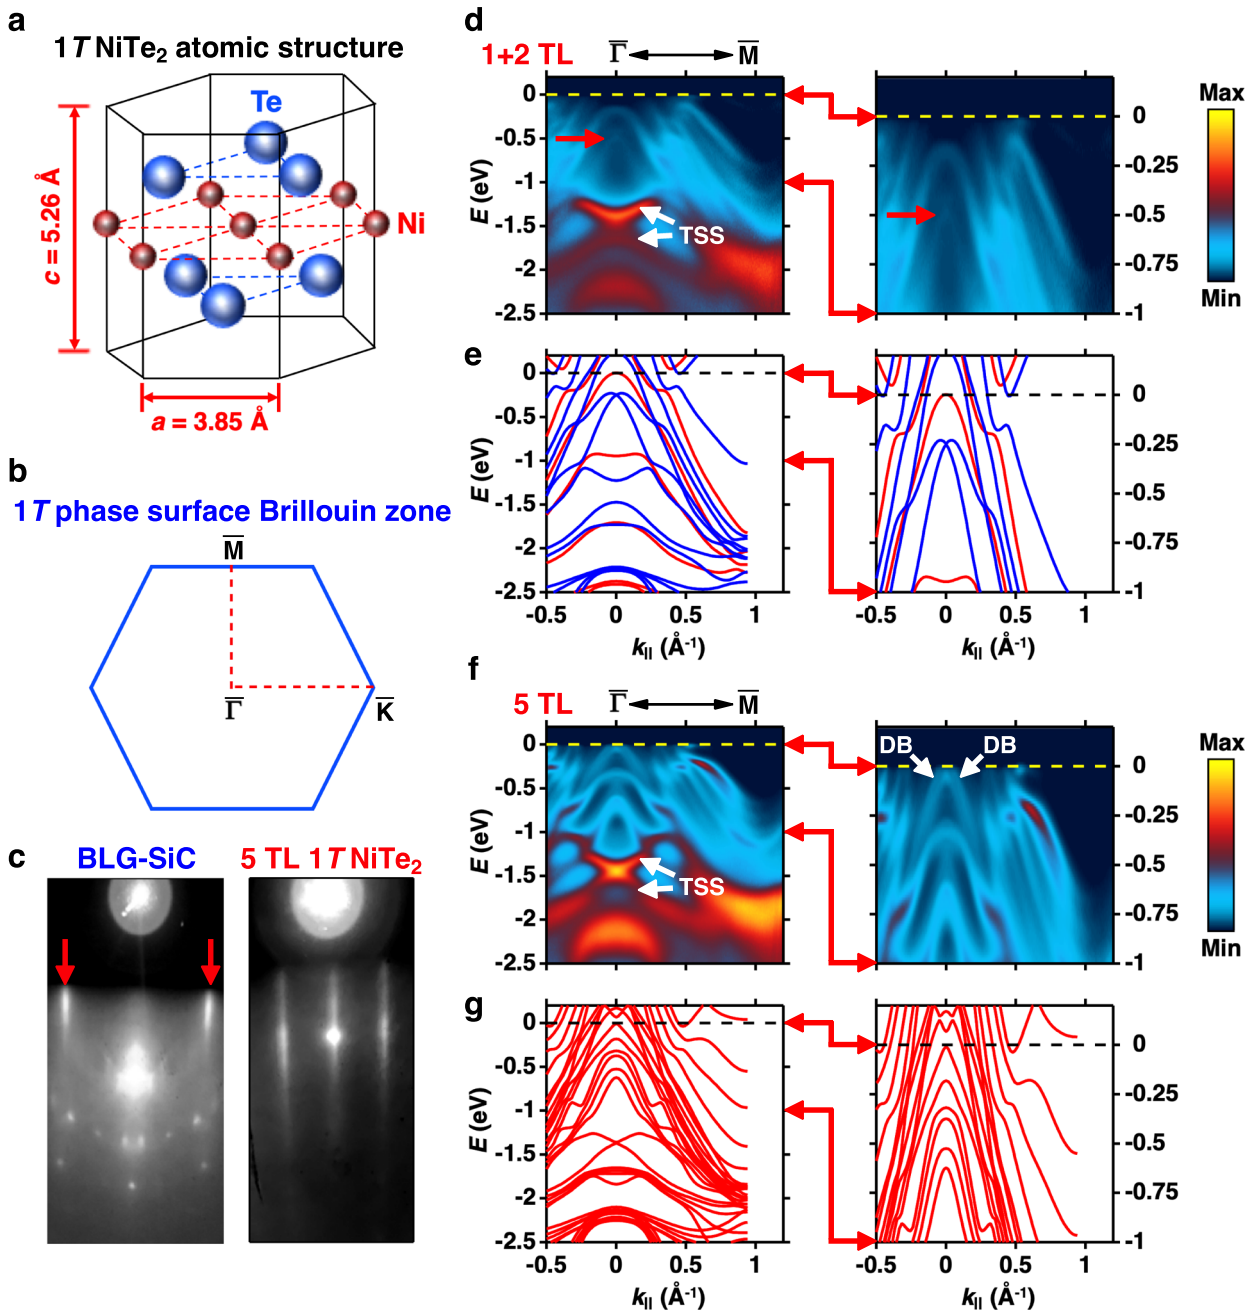 a
1T NiTe2 atomic structure
Te
Ni
c = 5.26 Å
a = 3.85 Å
b
1T phase surface Brillouin zone
M̅
Γ̅
K̅
c
BLG-SiC
5 TL 1T NiTe2
d
1+2 TL
Γ̅
M̅
0
-0.5
-1
-1.5
-2
-2.5
E (eV)
TSS
0
-0.25
-0.5
-0.75
-1
Max
Min
e
0
-0.5
-1
-1.5
-2
-2.5
E (eV)
-0.5 0 0.5 1
k|| (Å-1)
0
-0.25
-0.5
-0.75
-1
-0.5 0 0.5 1
k|| (Å-1)
f
5 TL
Γ̅
M̅
0
-0.5
-1
-1.5
-2
-2.5
E (eV)
TSS
DB DB
0
-0.25
-0.5
-0.75
-1
Max
Min
g
0
-0.5
-1
-1.5
-2
-2.5
E (eV)
-0.5 0 0.5 1
k|| (Å-1)
0
-0.25
-0.5
-0.75
-1
-0.5 0 0.5 1
k|| (Å-1)